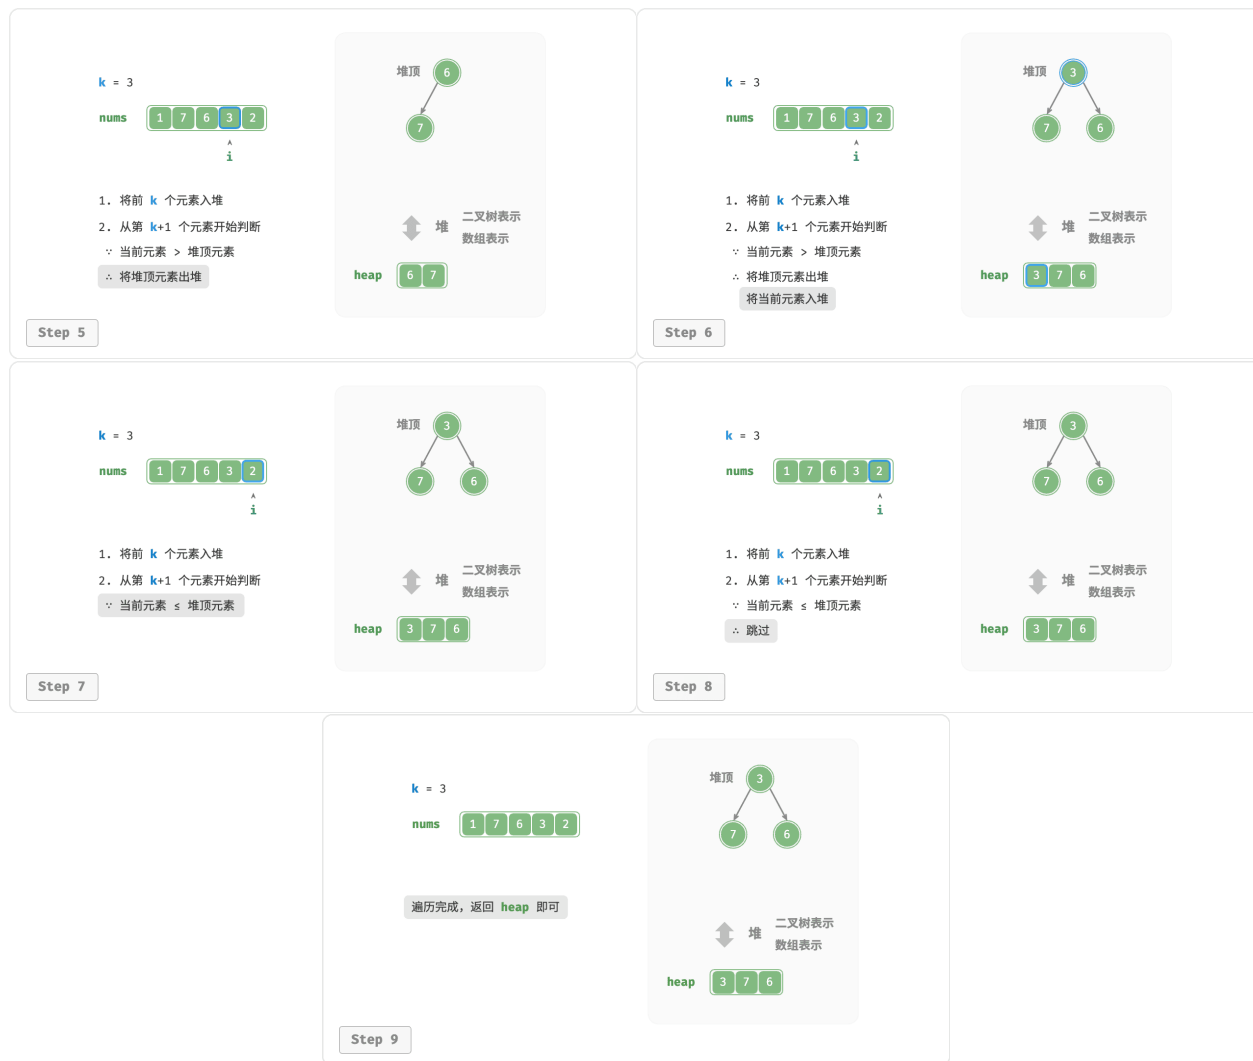 k = 3
nums 1 7 6 3 2
i
1. 将前 k 个元素入堆
2. 从第 k+1 个元素开始判断
∵ 当前元素 > 堆顶元素
∴ 将堆顶元素出堆
堆顶 6
7
堆 二叉树表示
数组表示
heap 6 7
Step 5
k = 3
nums 1 7 6 3 2
i
1. 将前 k 个元素入堆
2. 从第 k+1 个元素开始判断
∵ 当前元素 > 堆顶元素
∴ 将堆顶元素出堆
将当前元素入堆
堆顶 3
7 6
堆 二叉树表示
数组表示
heap 3 7 6
Step 6
k = 3
nums 1 7 6 3 2
i
1. 将前 k 个元素入堆
2. 从第 k+1 个元素开始判断
∵ 当前元素 ≤ 堆顶元素
堆顶 3
7 6
堆 二叉树表示
数组表示
heap 3 7 6
Step 7
k = 3
nums 1 7 6 3 2
i
1. 将前 k 个元素入堆
2. 从第 k+1 个元素开始判断
∵ 当前元素 ≤ 堆顶元素
∴ 跳过
堆顶 3
7 6
堆 二叉树表示
数组表示
heap 3 7 6
Step 8
k = 3
nums 1 7 6 3 2
遍历完成，返回 heap 即可
堆顶 3
7 6
堆 二叉树表示
数组表示
heap 3 7 6
Step 9